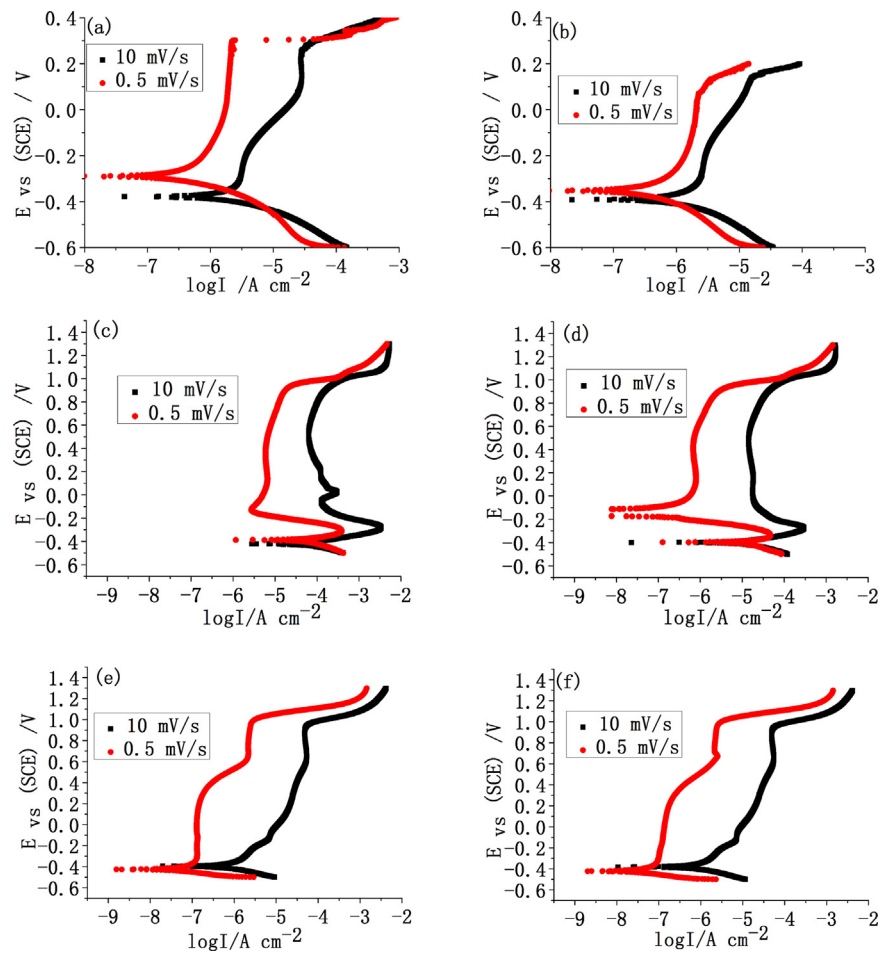 (a)
10 mV/s
0.5 mV/s
E vs (SCE) / V
0.4
0.2
0.0
-0.2
-0.4
-0.6
-8 -7 -6 -5 -4 -3
logI /A cm-2
(b)
10 mV/s
0.5 mV/s
E vs (SCE) / V
0.4
0.2
0.0
-0.2
-0.4
-0.6
-8 -7 -6 -5 -4 -3
logI /A cm-2
(c)
10 mV/s
0.5 mV/s
E vs (SCE) /V
1.4
1.2
1.0
0.8
0.6
0.4
0.2
0.0
-0.2
-0.4
-0.6
-9 -8 -7 -6 -5 -4 -3 -2
logI/A cm-2
(d)
10 mV/s
0.5 mV/s
E vs (SCE) /V
1.4
1.2
1.0
0.8
0.6
0.4
0.2
0.0
-0.2
-0.4
-0.6
-9 -8 -7 -6 -5 -4 -3 -2
logI/A cm-2
(e)
10 mV/s
0.5 mV/s
E vs (SCE) /V
1.4
1.2
1.0
0.8
0.6
0.4
0.2
0.0
-0.2
-0.4
-0.6
-9 -8 -7 -6 -5 -4 -3 -2
logI/A cm-2
(f)
10 mV/s
0.5 mV/s
E vs (SCE) /V
1.4
1.2
1.0
0.8
0.6
0.4
0.2
0.0
-0.2
-0.4
-0.6
-9 -8 -7 -6 -5 -4 -3 -2
logI/A cm-2